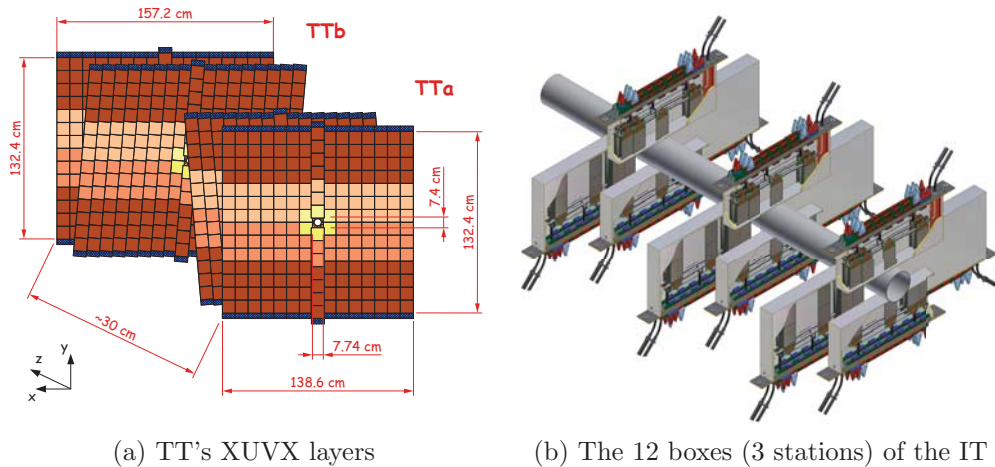 157.2 cm
TTb
TTa
132.4 cm
7.4 cm
132.4 cm
~30 cm
7.74 cm
138.6 cm
y
z
x
(a) TT's XUVX layers
(b) The 12 boxes (3 stations) of the IT